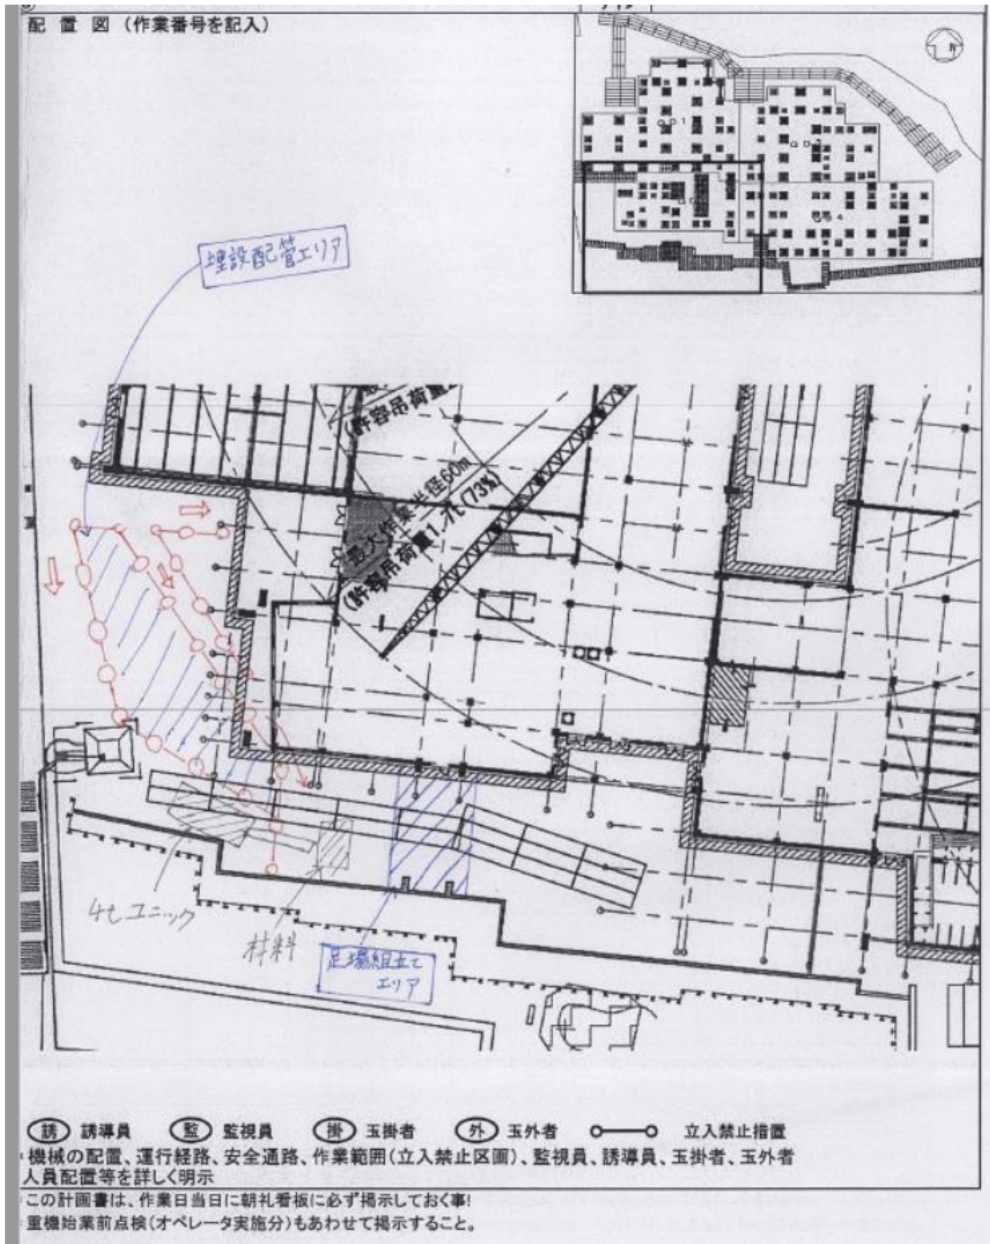 配 置 図 (作業番号を記入)
N
埋設配管エリア
(許容吊荷重
最大作業半径60m
(許容吊荷重1.7t(73%)
4tユニック
材料
足場組立て
エリア
誘 誘導員 監 監視員 掛 玉掛者 外 玉外者 立入禁止措置
機械の配置、運行経路、安全通路、作業範囲(立入禁止区画)、監視員、誘導員、玉掛者、玉外者
人員配置等を詳しく明示
この計画書は、作業日当日に朝礼看板に必ず掲示しておく事!
重機始業前点検(オペレータ実施分)もあわせて掲示すること。